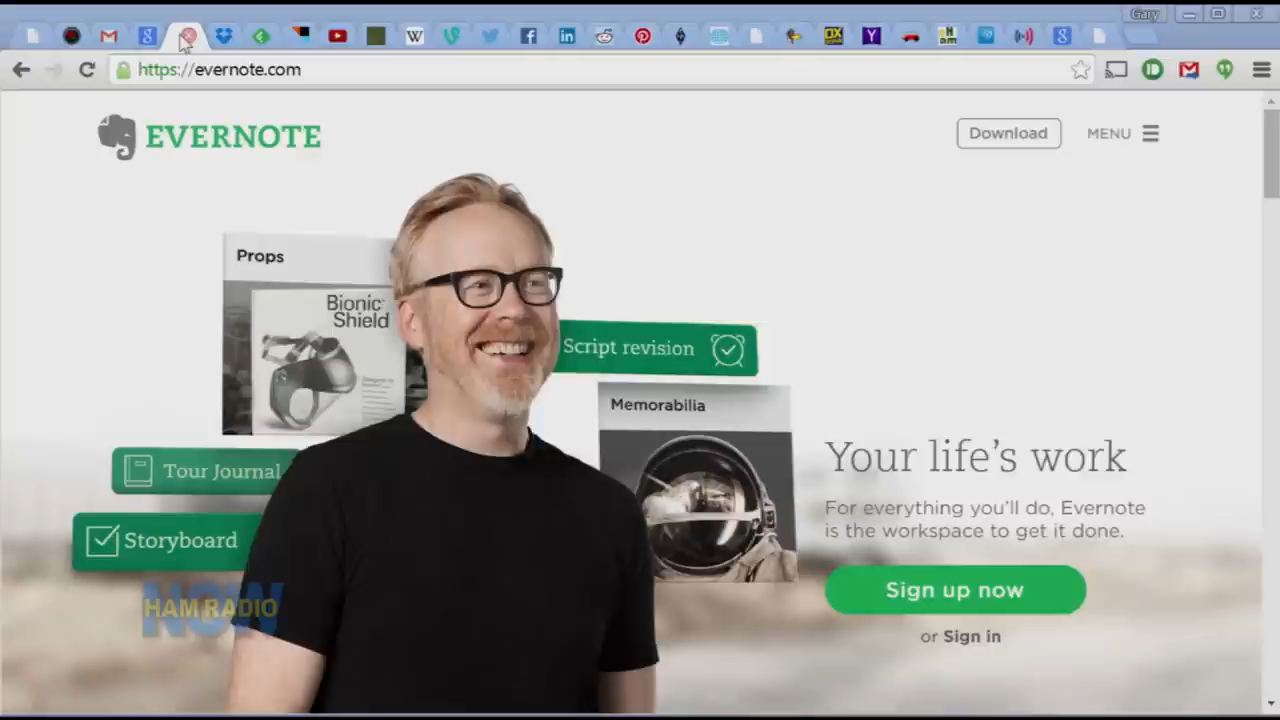 Gary
https://evernote.com
EVERNOTE
Download
MENU
Props
Bionic
Shield
Script revision
Memorabilia
Tour Journal
Storyboard
Your life's work
For everything you'll do, Evernote
is the workspace to get it done.
Sign up now
or Sign in
HAM RADIO
NOW